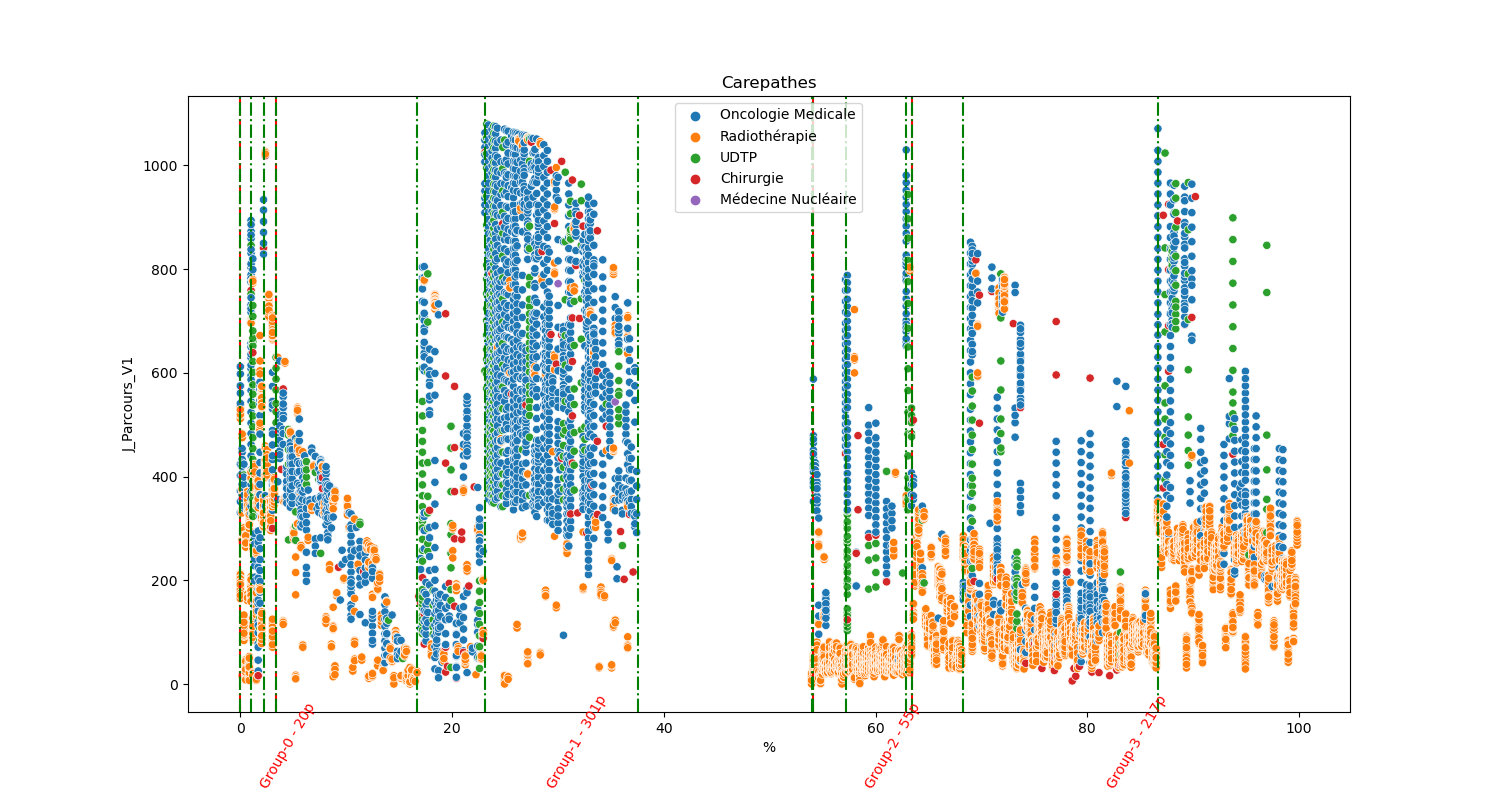 Carepathes
Oncologie Medicale
Radiothérapie
UDTP
Chirurgie
Médecine Nucléaire
J_Parcours_V1
1000
800
600
400
200
0
0
20
40
60
80
100
%
Group-0 - 20p
Group-1 - 301p
Group-2 - 55p
Group-3 - 217p